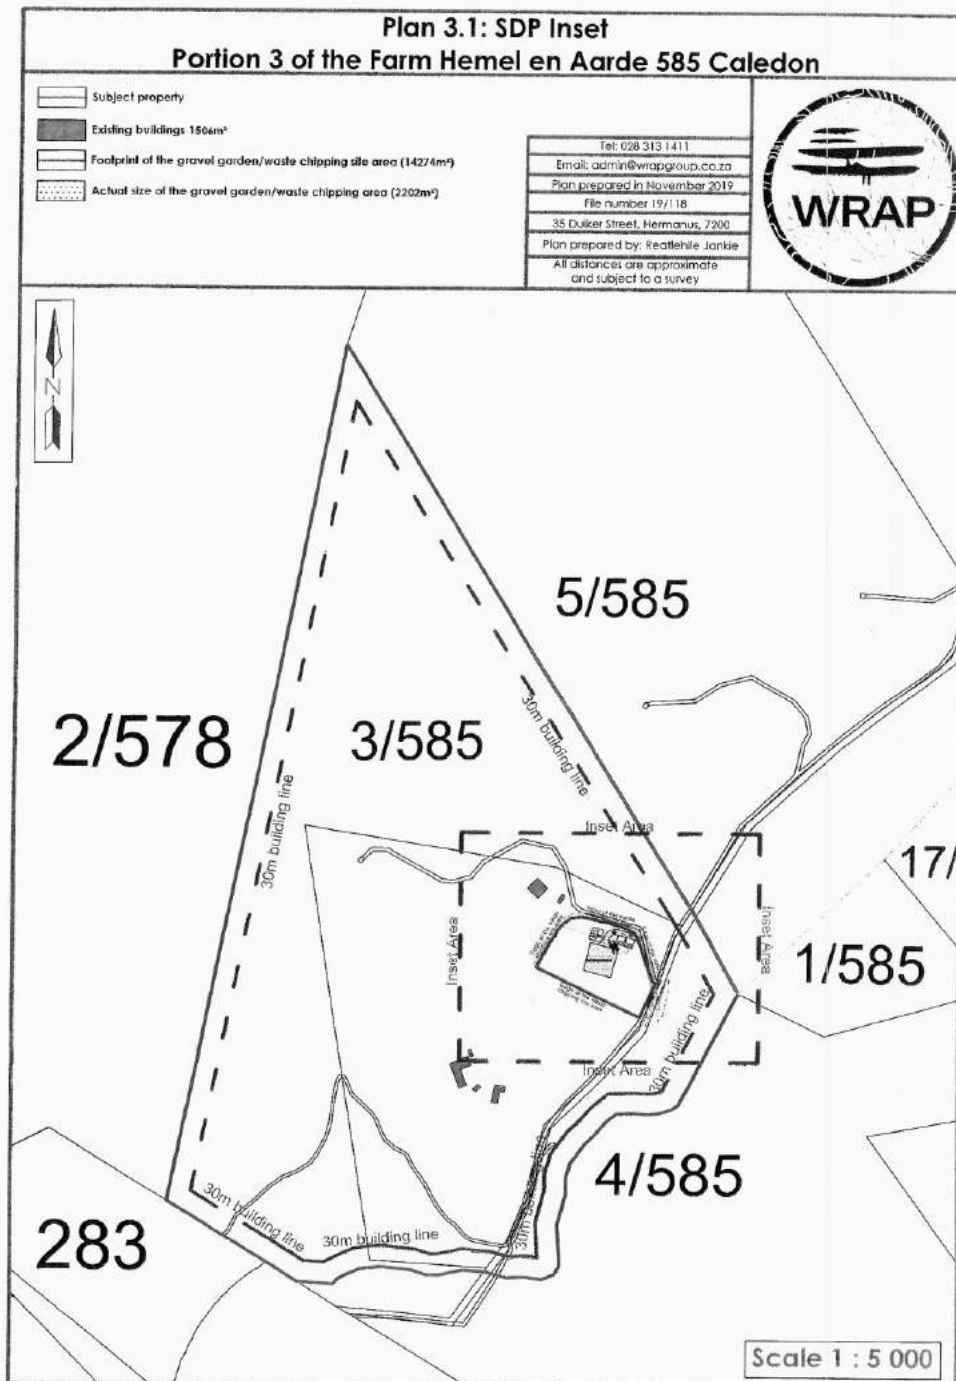 Plan 3.1: SDP Inset
Portion 3 of the Farm Hemel en Aarde 585 Caledon
Subject property
Existing buildings 1506m²
Footprint of the gravel garden/waste chipping site area (14274m²)
Actual size of the gravel garden/waste chipping area (2202m²)
Tel: 028 313 1411
Email: admin@wrapgroup.co.za
Plan prepared in November 2019
File number 19/118
35 Duiker Street, Hermanus, 7200
Plan prepared by: Reatlehile Jankie
All distances are approximate
and subject to a survey
WRAP
N
5/585
2/578
3/585
30m building line
30m building line
Inset Area
17/
Inset Area
Inset Area
1/585
Inset Area
30m building line
4/585
30m building line
283
30m building line
30m building line
Scale 1 : 5 000